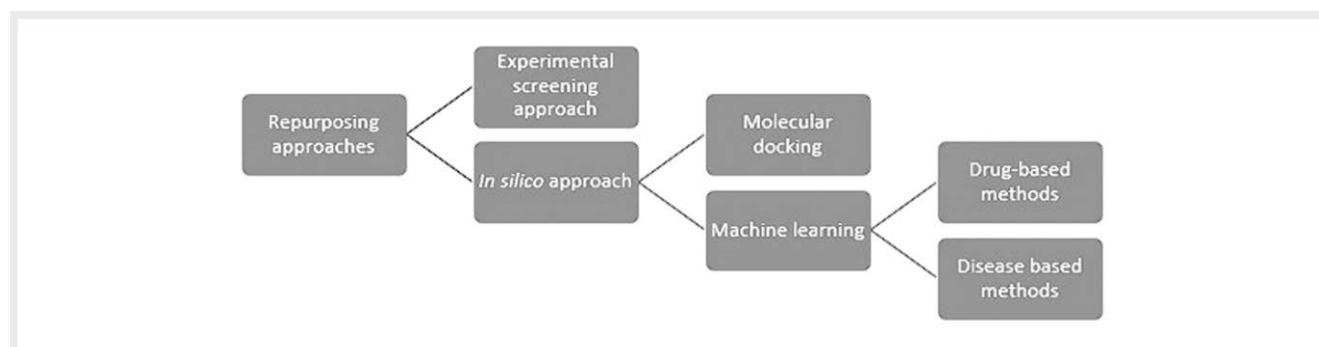 Repurposing
approaches
Experimental
screening
approach
In silico approach
Molecular
docking
Machine learning
Drug-based
methods
Disease based
methods